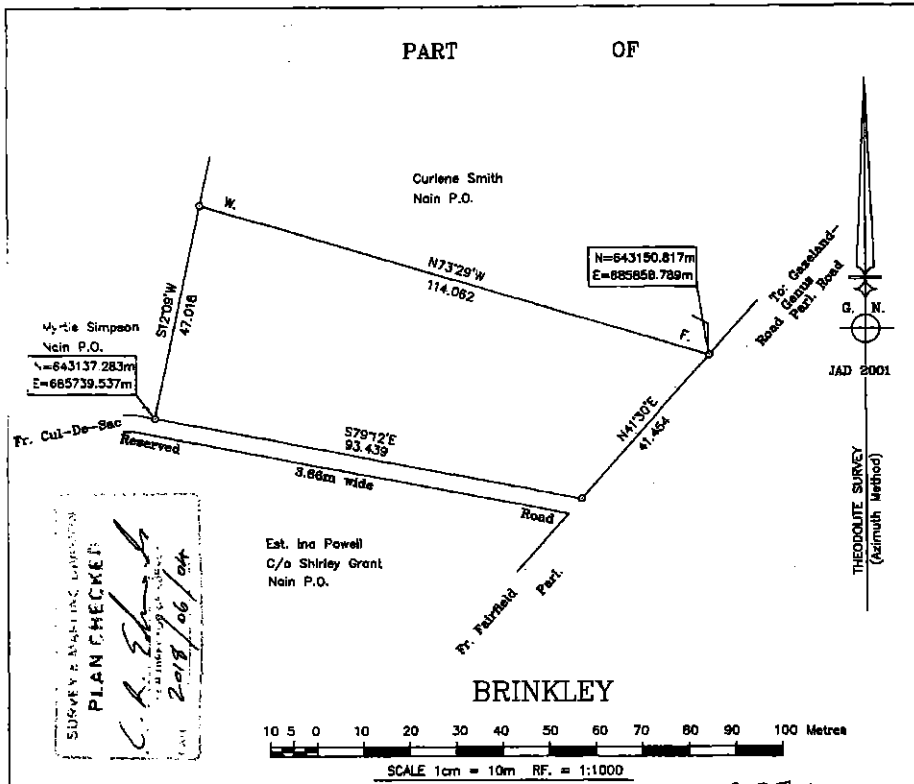 PART OF
Curlene Smith
Nain P.O.
W.
N73°29'W
114.062
N=643150.817m
E=685858.789m
F.
To: Gazeland-
Genus
Road Parl. Road
G. N.
JAD 2001
THEODOLITE SURVEY
(Azimuth Method)
S12°09'W
47.016
Myrtle Simpson
Nain P.O.
N=643137.283m
E=685739.537m
Fr. Cul-De-Sac
Reserved
3.66m wide
Road
S79°12'E
93.439
N41°30'E
41.454
Est. Ina Powell
C/o Shirley Grant
Nain P.O.
Fr. Fairfield Parl.
PLAN CHECKED
2018/06/04
BRINKLEY
10 5 0 10 20 30 40 50 60 70 80 90 100 Metres
SCALE 1cm = 10m RF. = 1:1000